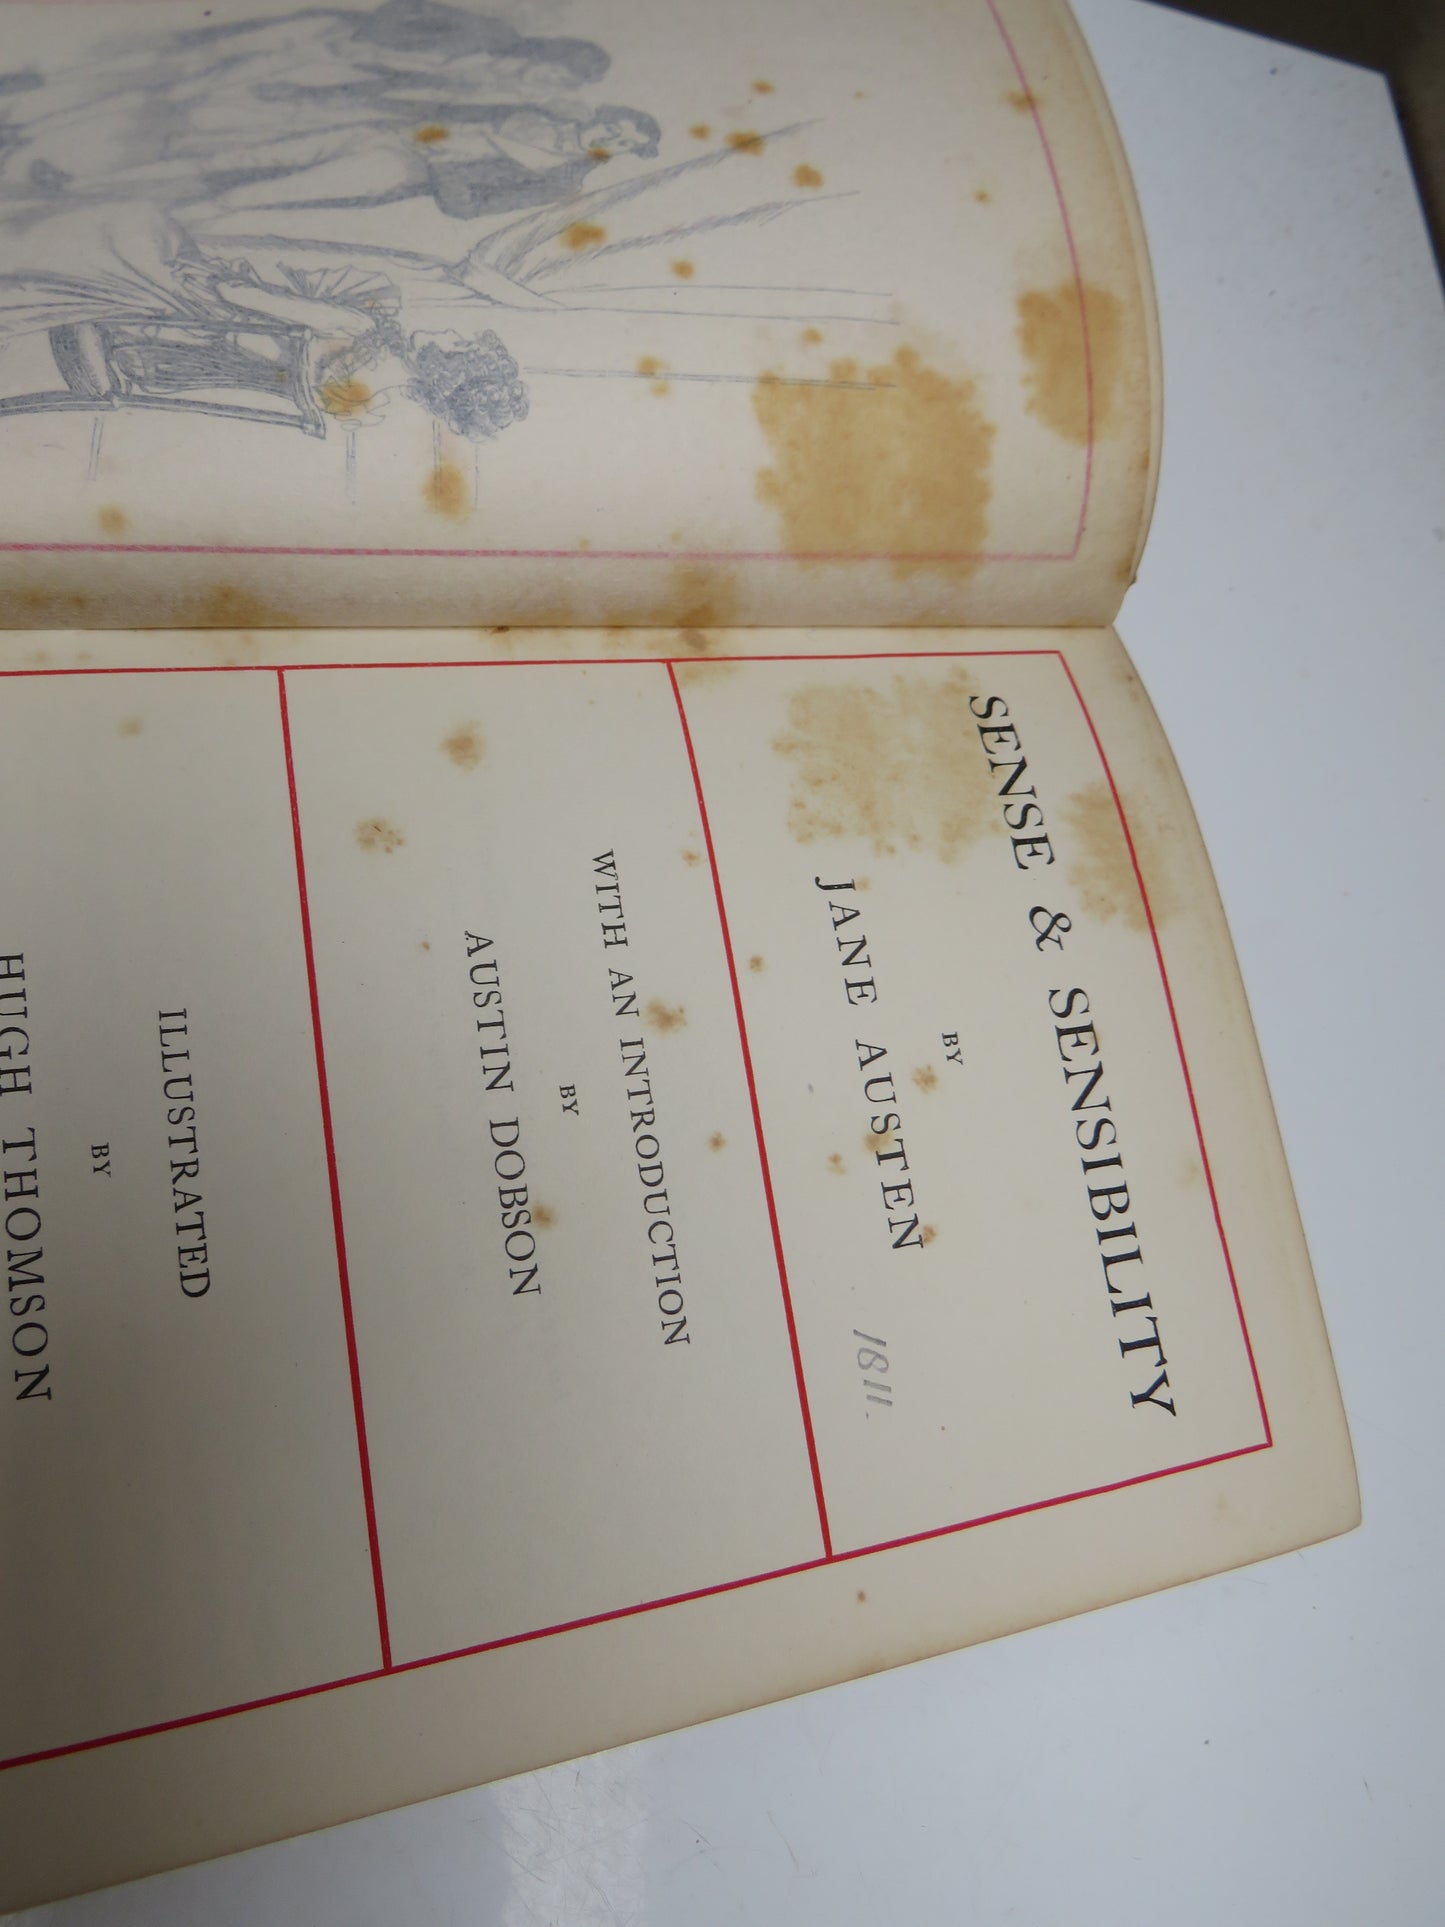 SENSE & SENSIBILITY
BY
JANE AUSTEN
1811.
WITH AN INTRODUCTION
BY
AUSTIN DOBSON
ILLUSTRATED
BY
HUGH THOMSON